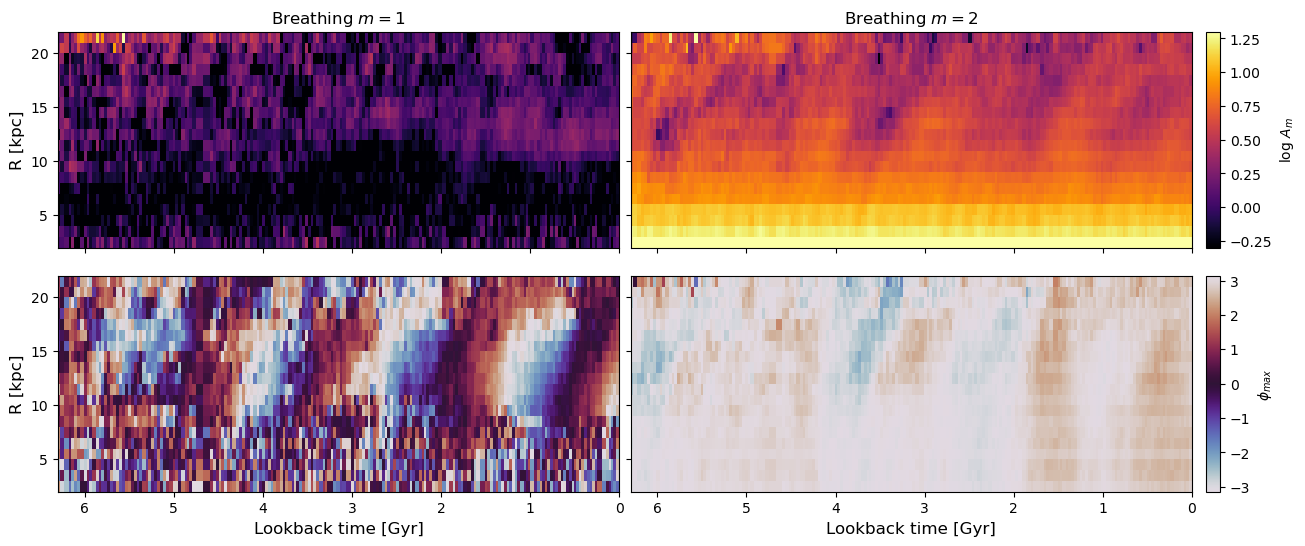 Breathing m = 1
Breathing m = 2
20
15
10
5
R [kpc]
1.25
1.00
0.75
0.50
0.25
0.00
−0.25
log A_m
20
15
10
5
R [kpc]
3
2
1
0
−1
−2
−3
ϕ_max
6 5 4 3 2 1 0
6 5 4 3 2 1 0
Lookback time [Gyr]
Lookback time [Gyr]